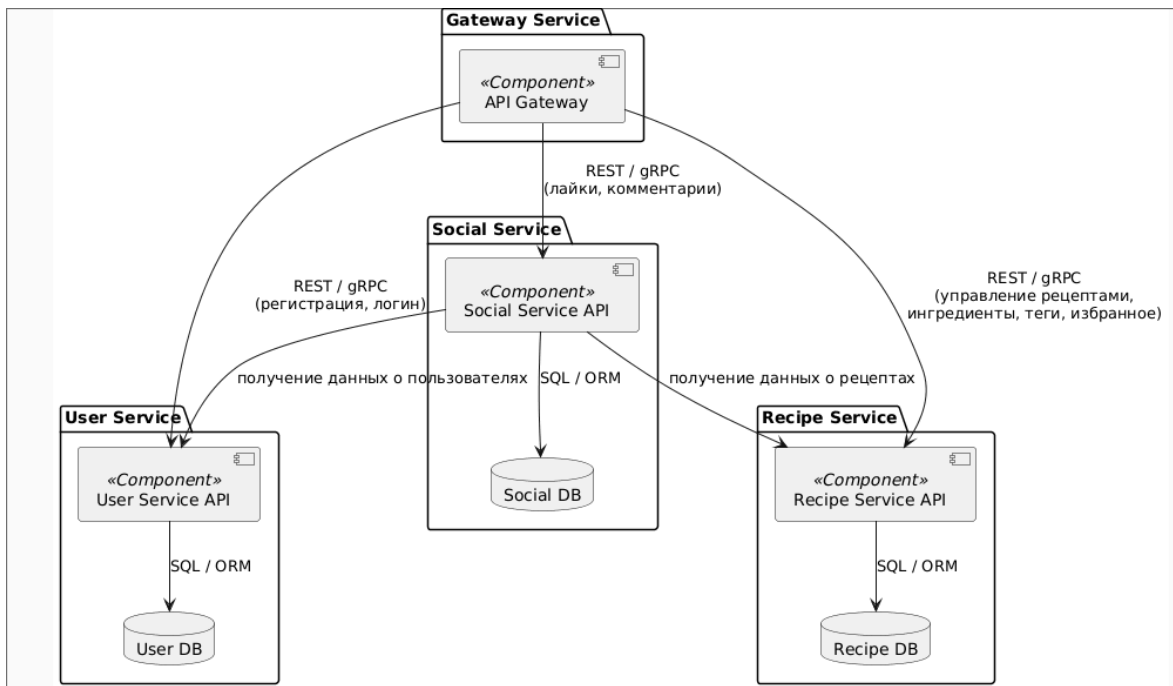 Gateway Service
«Component»
API Gateway
REST / gRPC
(лайки, комментарии)
Social Service
«Component»
Social Service API
REST / gRPC
(регистрация, логин)
REST / gRPC
(управление рецептами,
ингредиенты, теги, избранное)
получение данных о пользователях
SQL / ORM
получение данных о рецептах
User Service
«Component»
User Service API
Social DB
Recipe Service
«Component»
Recipe Service API
SQL / ORM
SQL / ORM
User DB
Recipe DB